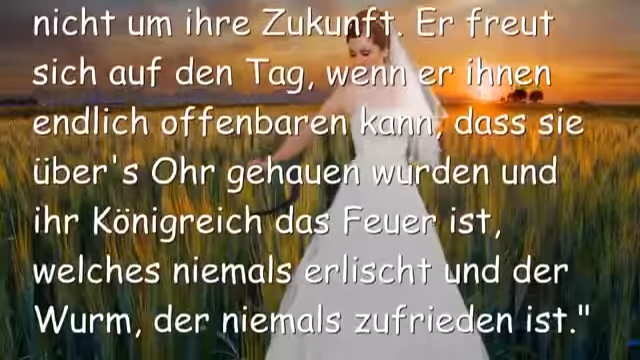 nicht um ihre Zukunft. Er freut
sich auf den Tag, wenn er ihnen
endlich offenbaren kann, dass sie
über's Ohr gehauen wurden und
ihr Königreich das Feuer ist,
welches niemals erlischt und der
Wurm, der niemals zufrieden ist."